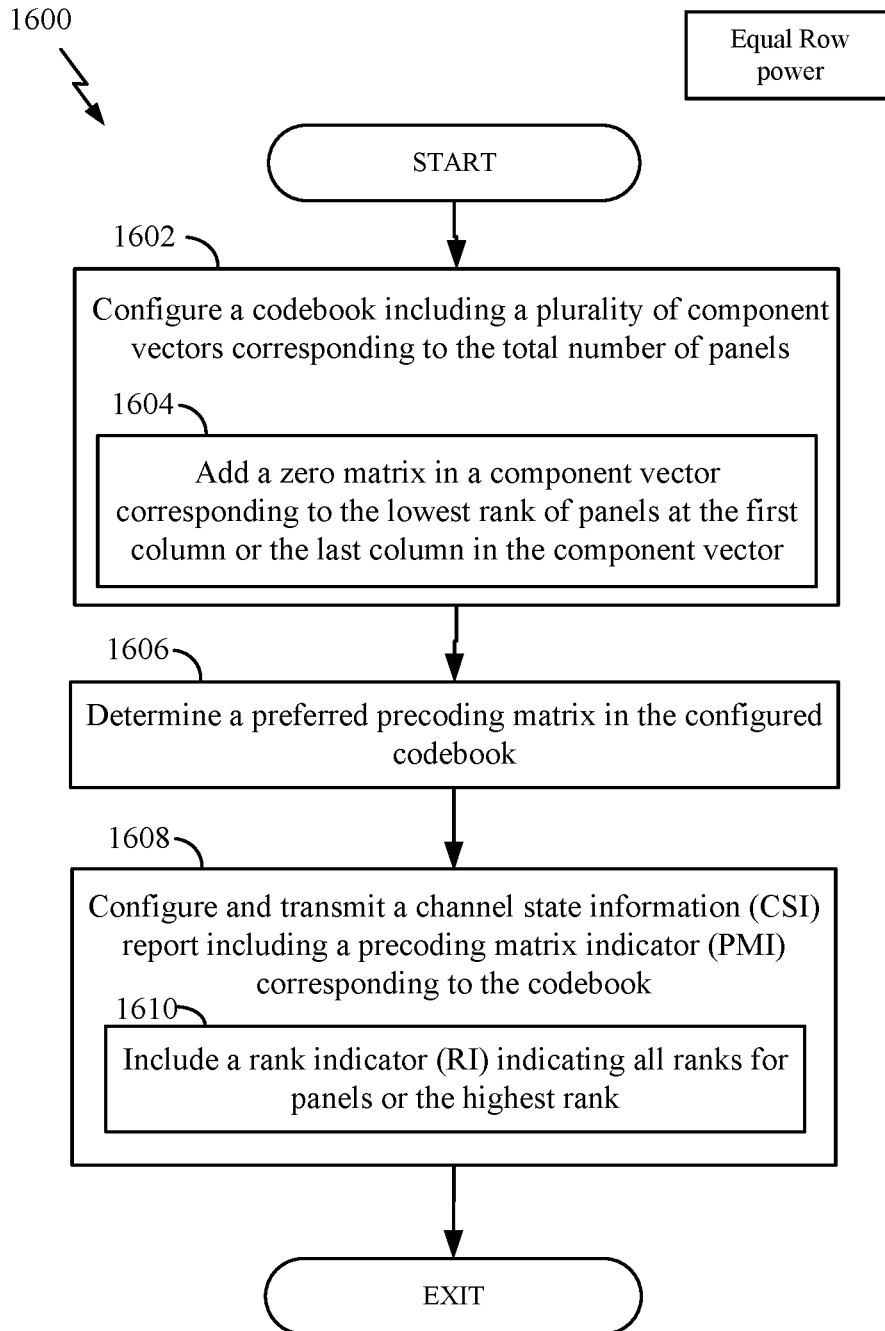 1600
Equal Row
power
START
1602
Configure a codebook including a plurality of component
vectors corresponding to the total number of panels
1604
Add a zero matrix in a component vector
corresponding to the lowest rank of panels at the first
column or the last column in the component vector
1606
Determine a preferred precoding matrix in the configured
codebook
1608
Configure and transmit a channel state information (CSI)
report including a precoding matrix indicator (PMI)
corresponding to the codebook
1610
Include a rank indicator (RI) indicating all ranks for
panels or the highest rank
EXIT